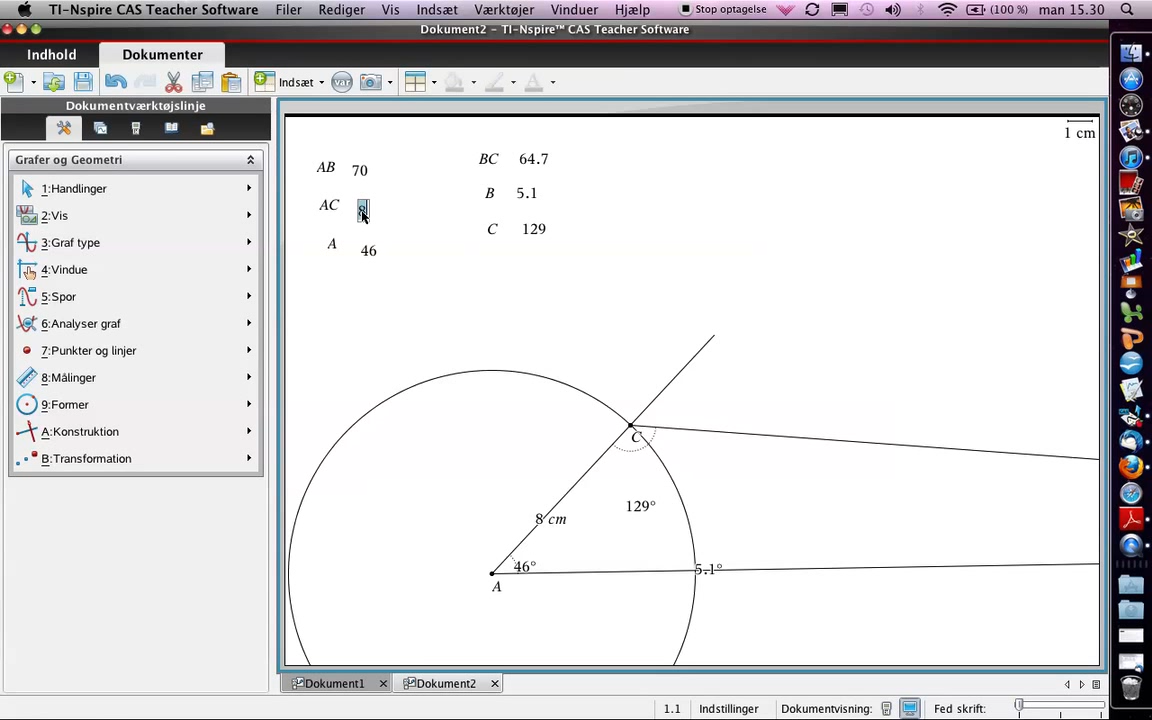 TI-Nspire CAS Teacher Software Filer Rediger Vis Indsæt Værktøjer Vinduer Hjælp Stop optagelse (100 %) man 15.30
Dokument2 – TI-Nspire™ CAS Teacher Software
Indhold Dokumenter
Indsæt var
Dokumentværktøjslinje
Grafer og Geometri
1:Handlinger
2:Vis
3:Graf type
4:Vindue
5:Spor
6:Analyser graf
7:Punkter og linjer
8:Målinger
9:Former
A:Konstruktion
B:Transformation
1 cm
AB 70 BC 64.7
AC 8 B 5.1
A 46 C 129
C
129°
8 cm
46° 5.1°
A
Dokument1 Dokument2
1.1 Indstillinger Dokumentvisning: Fed skrift: